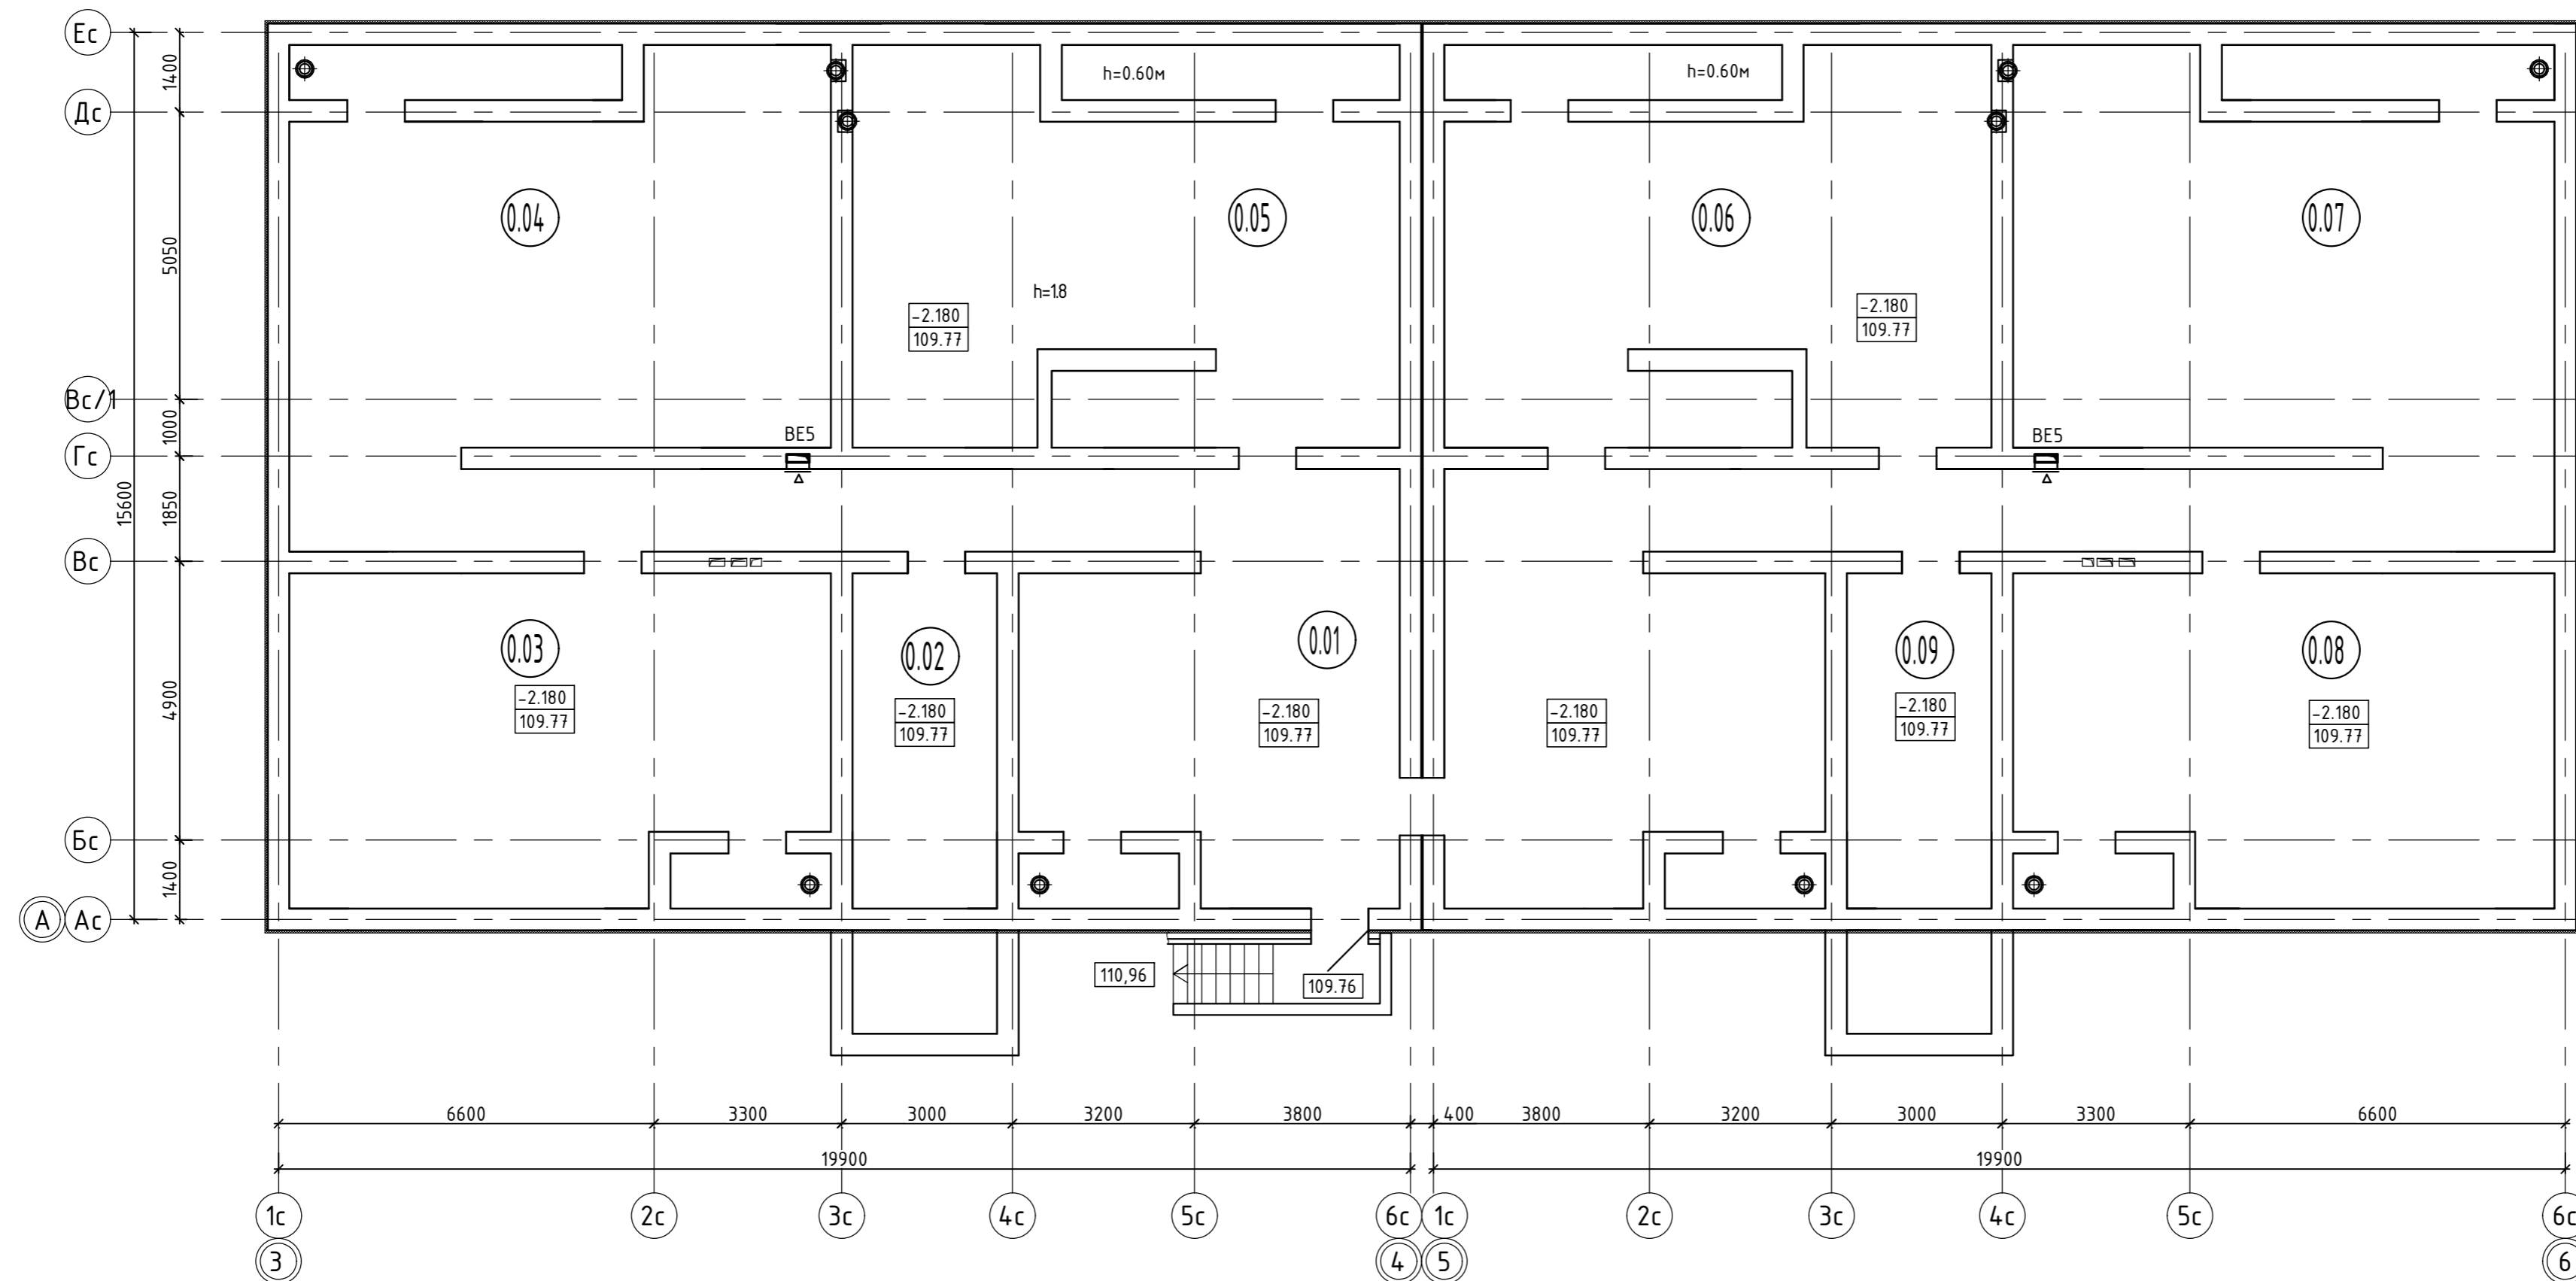 Ес
1400
h=0.60м
h=0.60м
Дс
0.04
0.05
0.06
0.07
5050
h=1.8
-2.180
109.77
-2.180
109.77
Вс/1
1000
ВЕ5
ВЕ5
Гс
15600
1850
Вс
0.03
0.02
0.01
0.09
0.08
4900
-2.180
109.77
-2.180
109.77
-2.180
109.77
-2.180
109.77
-2.180
109.77
-2.180
109.77
Бс
1400
А
Ас
110,96
109.76
6600
3300
3000
3200
3800
400
3800
3200
3000
3300
6600
19900
19900
1с
2с
3с
4с
5с
6с
1с
2с
3с
4с
5с
6с
3
4
5
6